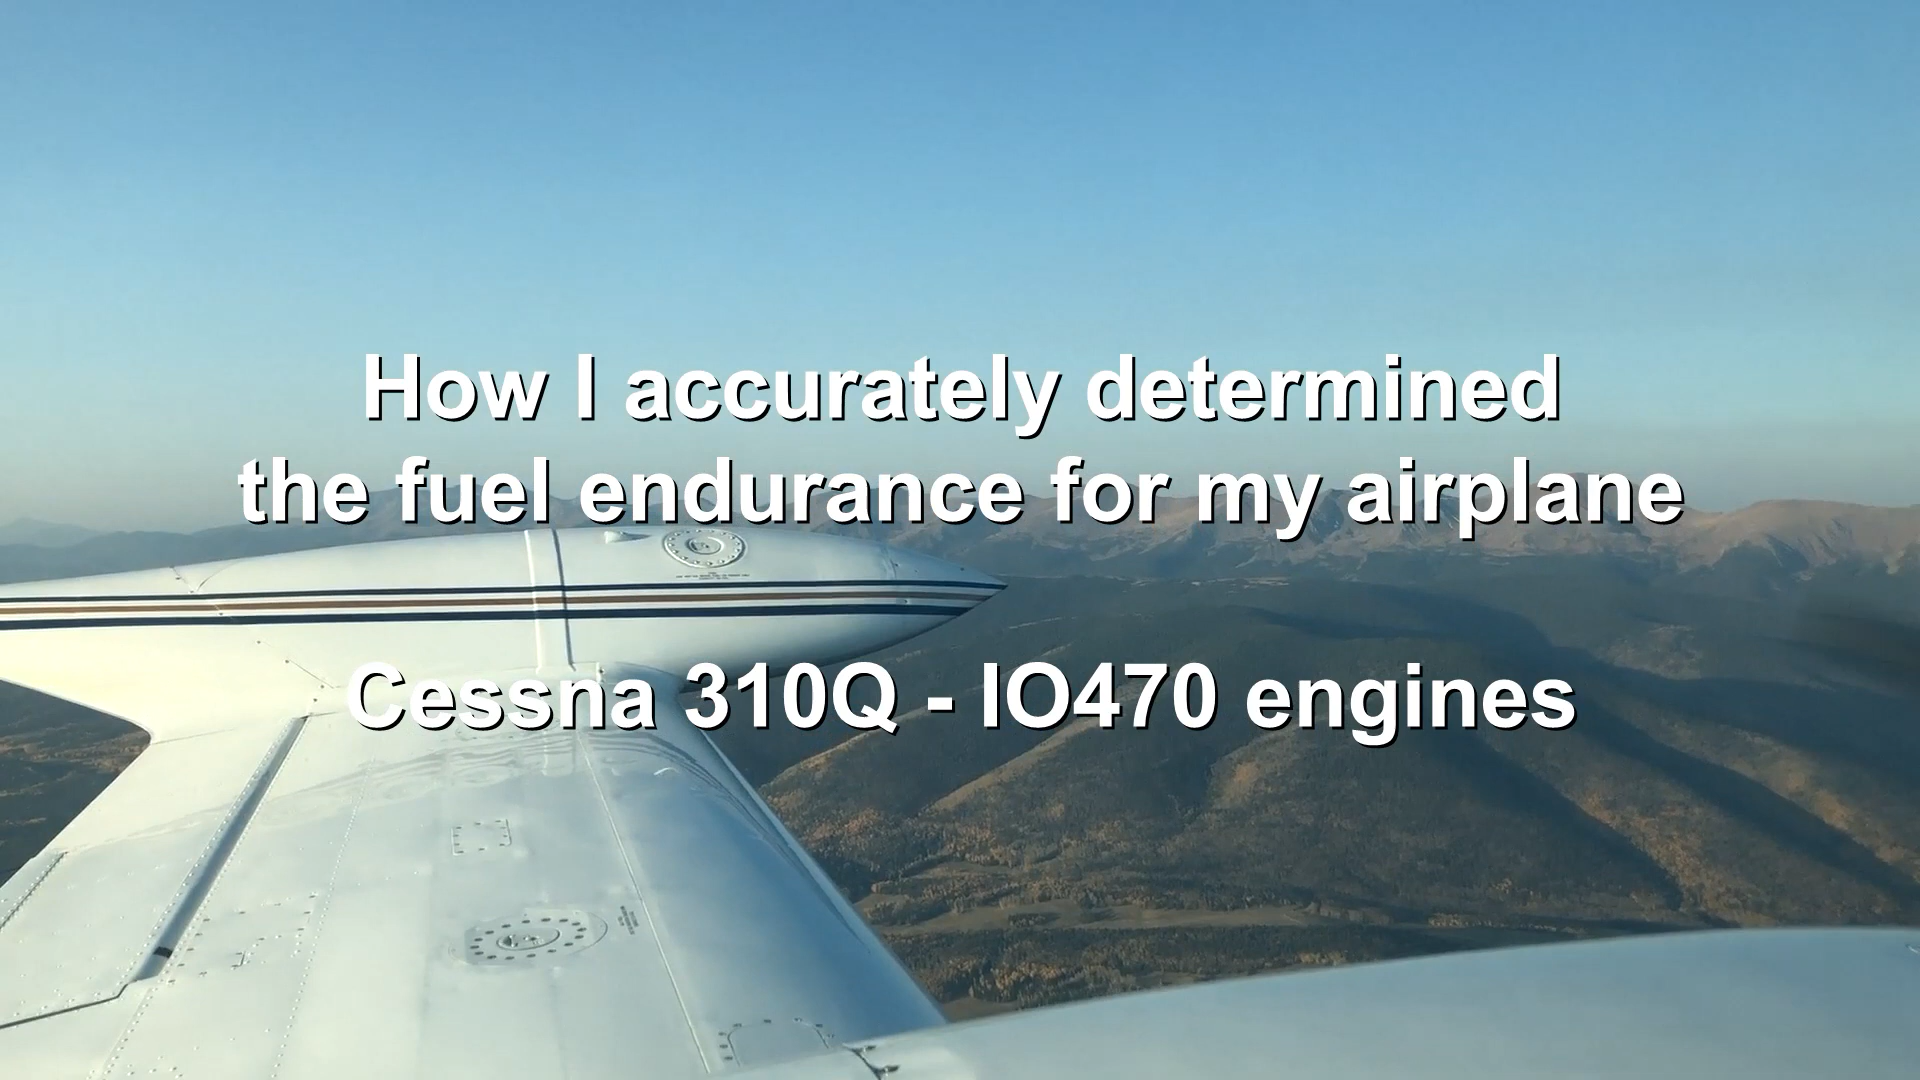 How I accurately determined
the fuel endurance for my airplane
Cessna 310Q - IO470 engines